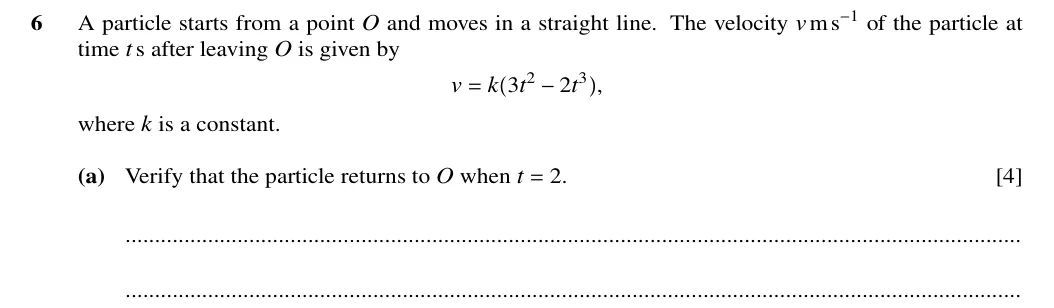 6 A particle starts from a point O and moves in a straight line. The velocity v m s⁻¹ of the particle at
time t s after leaving O is given by
v = k(3t² – 2t³),
where k is a constant.
(a) Verify that the particle returns to O when t = 2. [4]